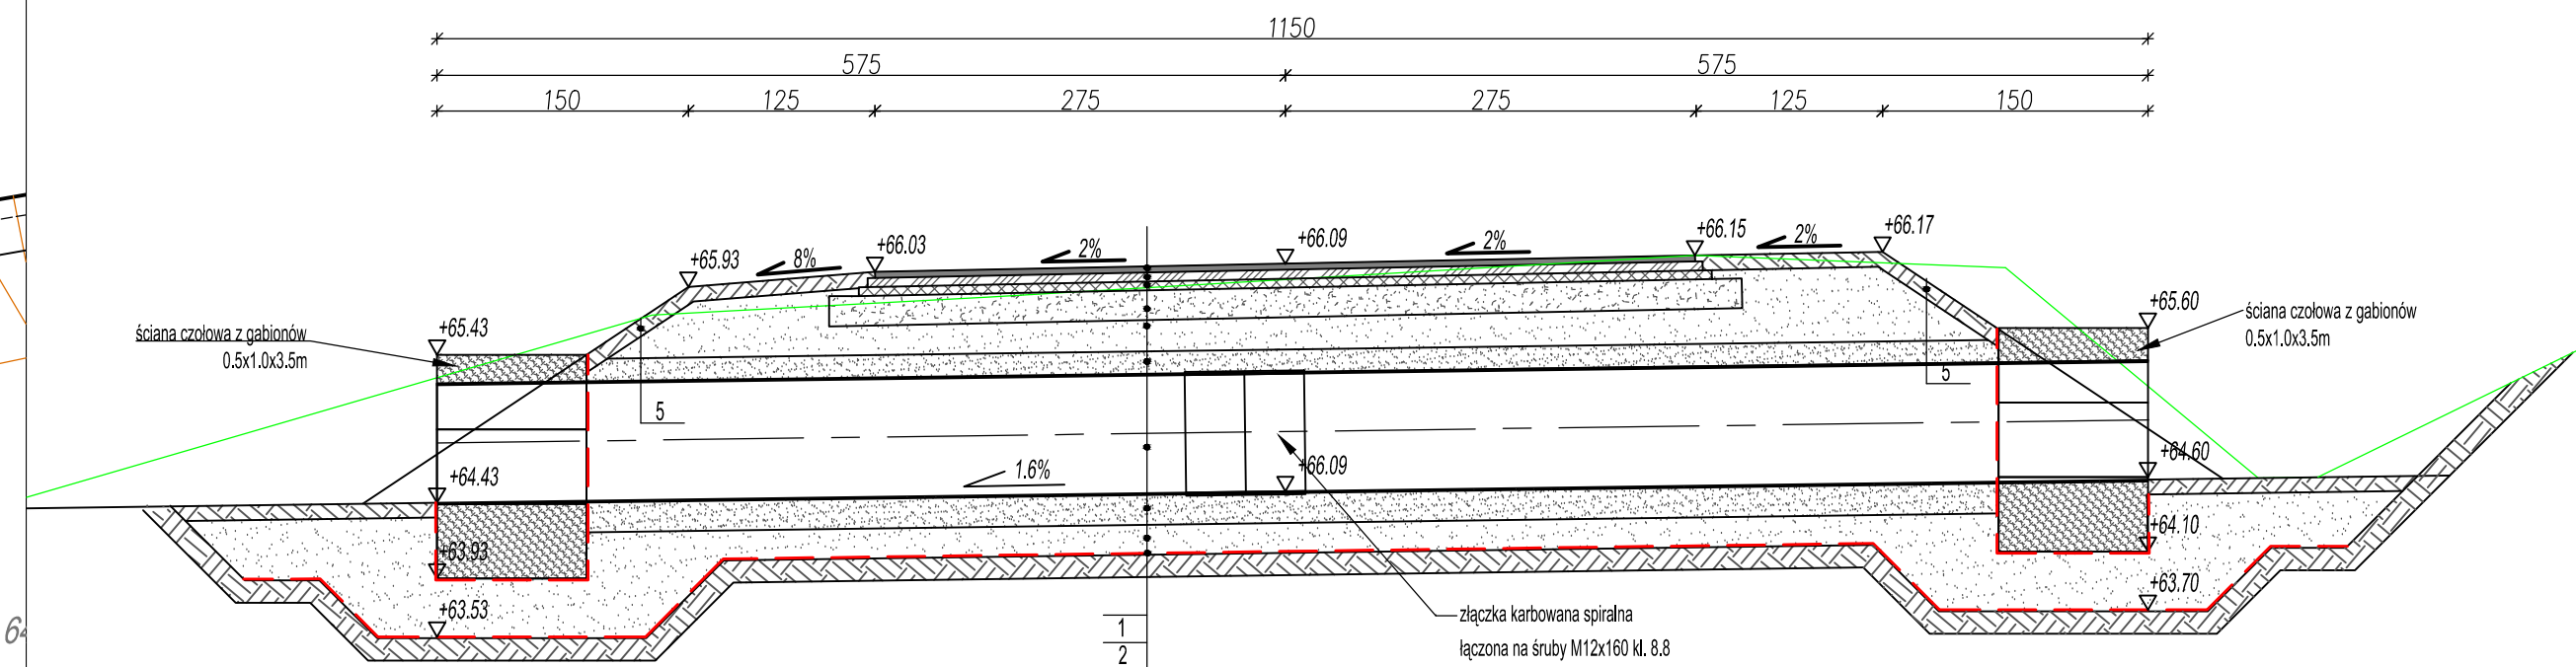 1150
575 575
150 125 275 275 125 150
+65.93 8% +66.03 2% +66.09 2% +66.15 2% +66.17
ściana czołowa z gabionów
0.5x1.0x3.5m
+65.43
+65.60
ściana czołowa z gabionów
0.5x1.0x3.5m
5
5
+64.43
1.6%
+66.09
+64.60
+63.93
+64.10
+63.53
+63.70
złączka karbowana spiralna
łączona na śruby M12x160 kl. 8.8
1
2